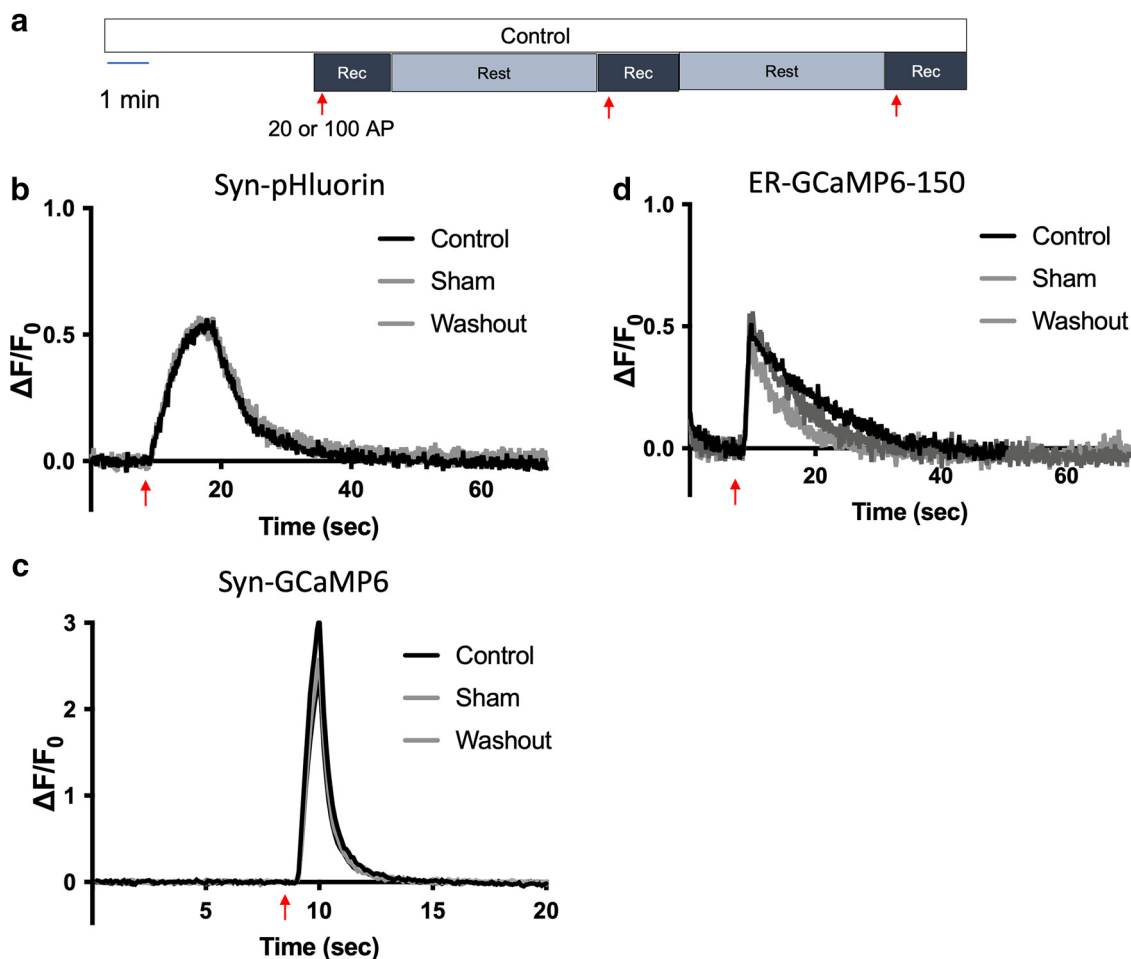 a
Control
Rec Rest Rec Rest Rec
1 min
20 or 100 AP
b
Syn-pHluorin
1.0
0.5
0.0
ΔF/F0
Control
Sham
Washout
20 40 60
Time (sec)
d
ER-GCaMP6-150
1.0
0.5
0.0
ΔF/F0
Control
Sham
Washout
20 40 60
Time (sec)
c
Syn-GCaMP6
3
2
1
0
ΔF/F0
Control
Sham
Washout
5 10 15 20
Time (sec)